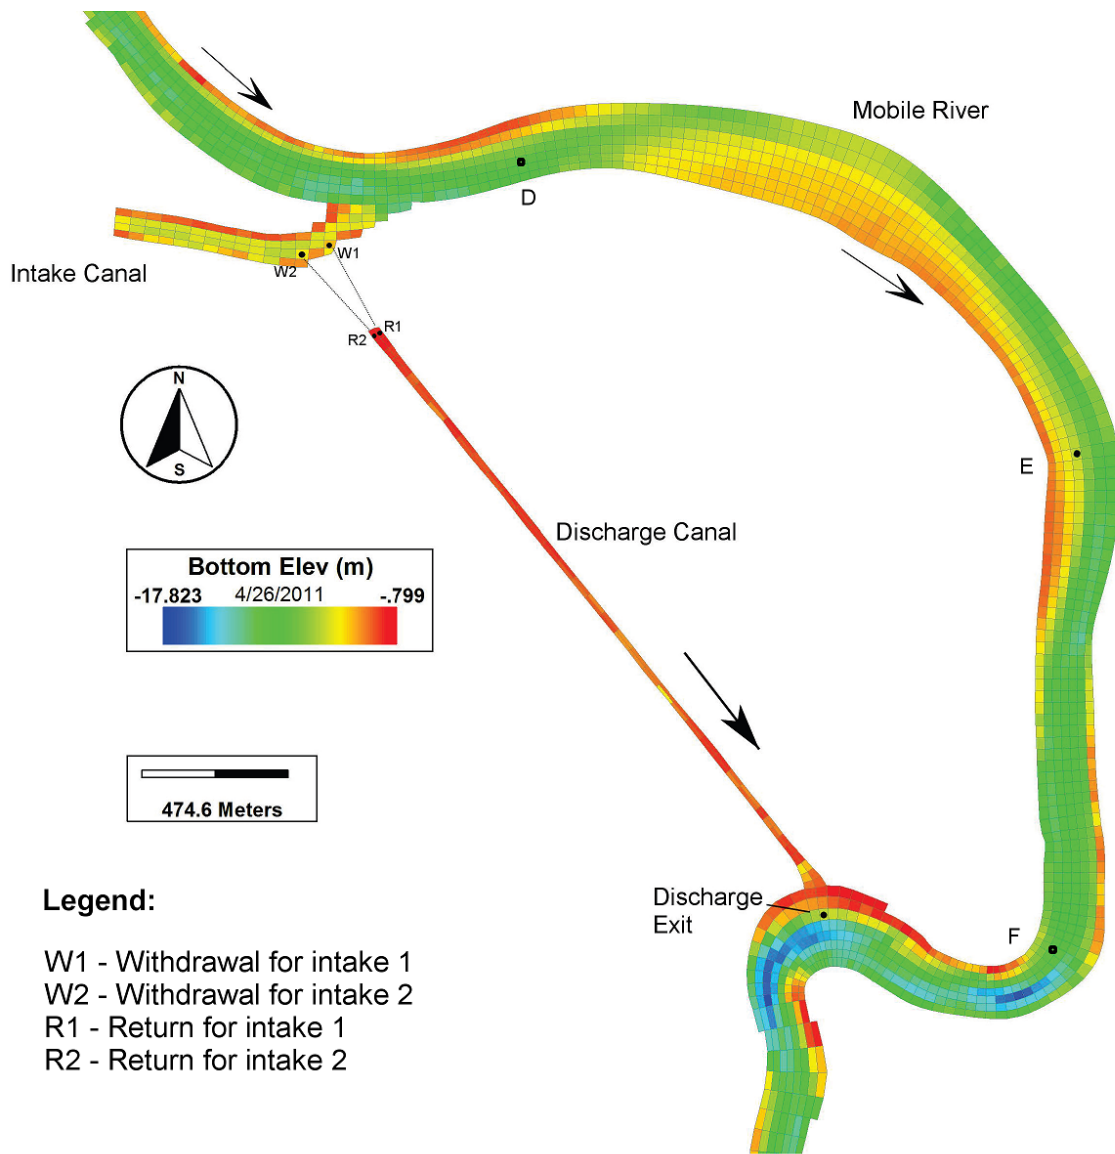 Mobile River
D
W1
W2
Intake Canal
R1
R2
N
S
E
Discharge Canal
Bottom Elev (m)
-17.823 4/26/2011 -.799
474.6 Meters
Discharge
Exit
F
Legend:
W1 - Withdrawal for intake 1
W2 - Withdrawal for intake 2
R1 - Return for intake 1
R2 - Return for intake 2